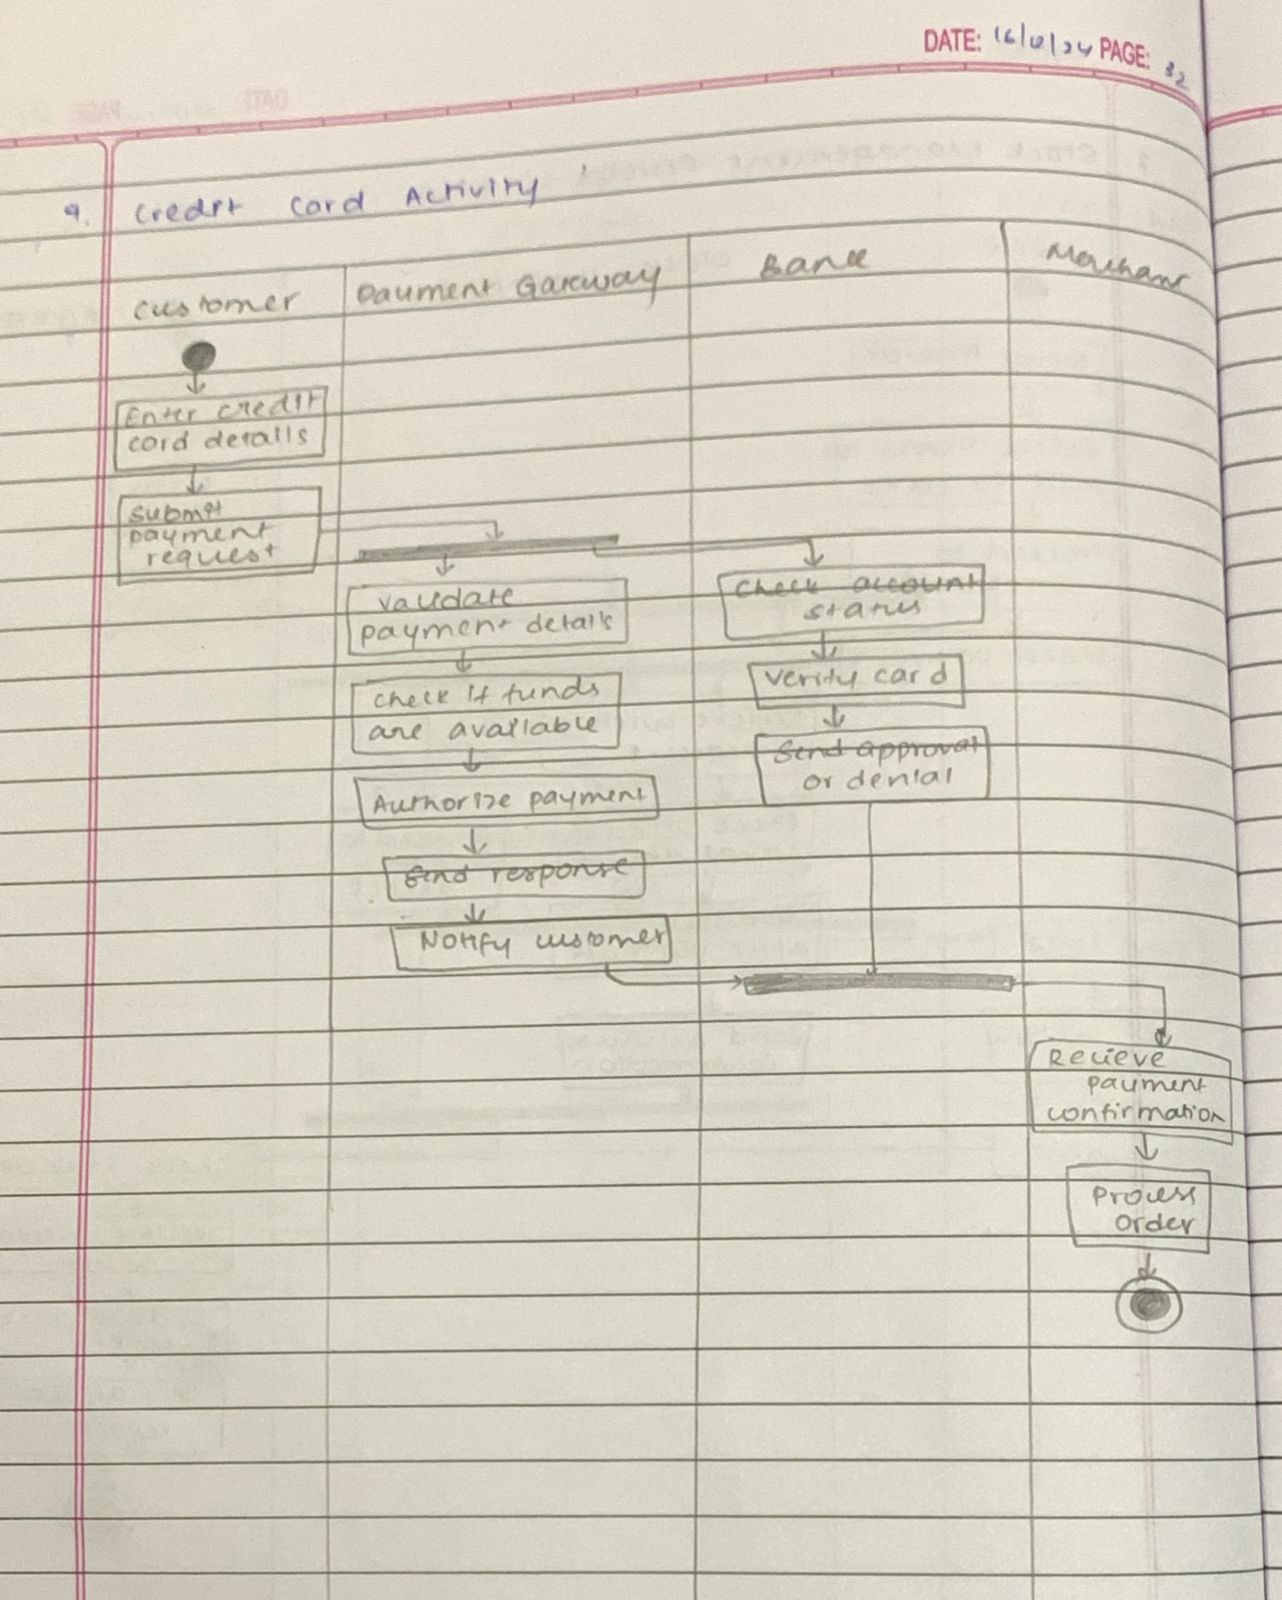 DATE: 16/12/24 PAGE: 32
9. Credit Card Activity
Customer
Payment Gateway
Bank
Merchant
Enter credit
card details
Submit
payment
request
Validate
payment details
Check if funds
are available
Authorize payment
Send response
Notify customer
Check account
status
Verify card
Send approval
or denial
Recieve
payment
confirmation
Process
Order